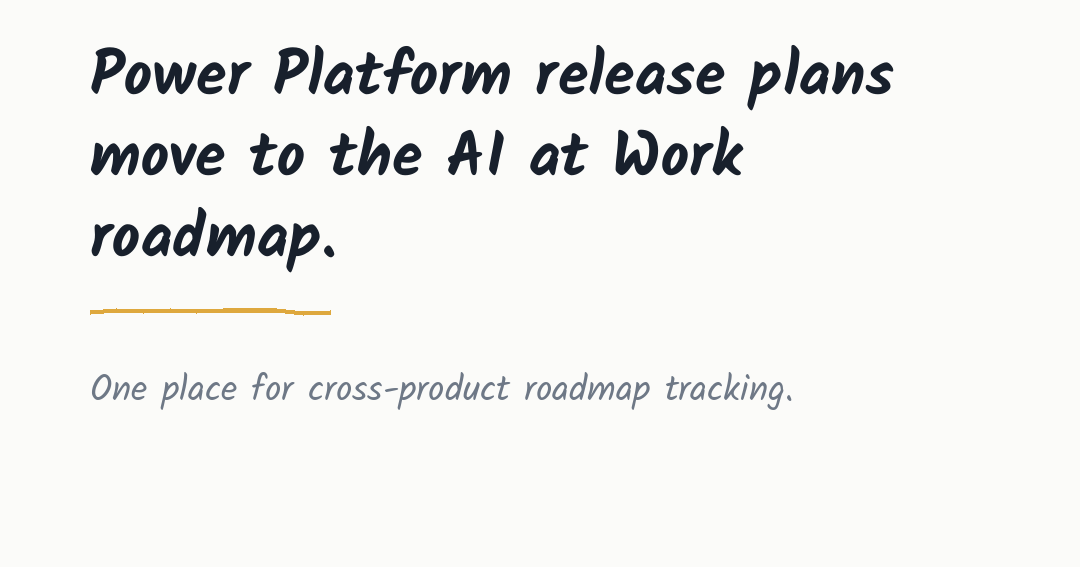 Power Platform release plans
move to the AI at Work
roadmap.
One place for cross-product roadmap tracking.